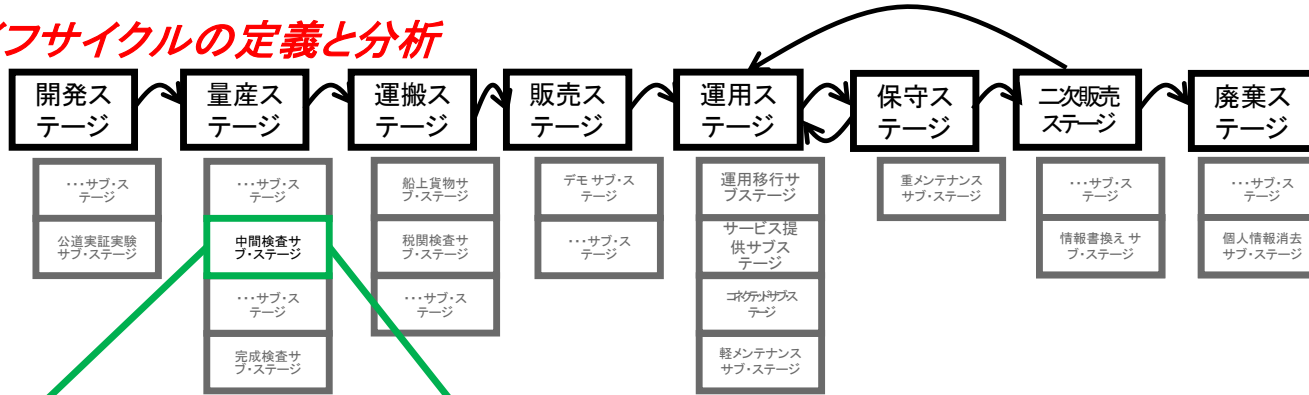 イフサイクルの定義と分析
開発ス
テージ
量産ス
テージ
運搬ス
テージ
販売ス
テージ
運用ス
テージ
保守ス
テージ
二次販売
ステージ
廃棄ス
テージ
・・・サブ・ス
テージ
公道実証実験
サブ・ステージ
・・・サブ・ス
テージ
中間検査サ
ブ・ステージ
・・・サブ・ス
テージ
完成検査サ
ブ・ステージ
船上貨物サ
ブ・ステージ
税関検査サ
ブ・ステージ
・・・サブ・ス
テージ
デモ サブ・ス
テージ
・・・サブ・ス
テージ
運用移行サ
ブステージ
サービス提
供サブス
テージ
コネクテッドサブス
テージ
軽メンテナンス
サブ・ステージ
重メンテナンス
サブ・ステージ
・・・サブ・ス
テージ
情報書換え サ
ブ・ステージ
・・・サブ・ス
テージ
個人情報消去
サブ・ステージ